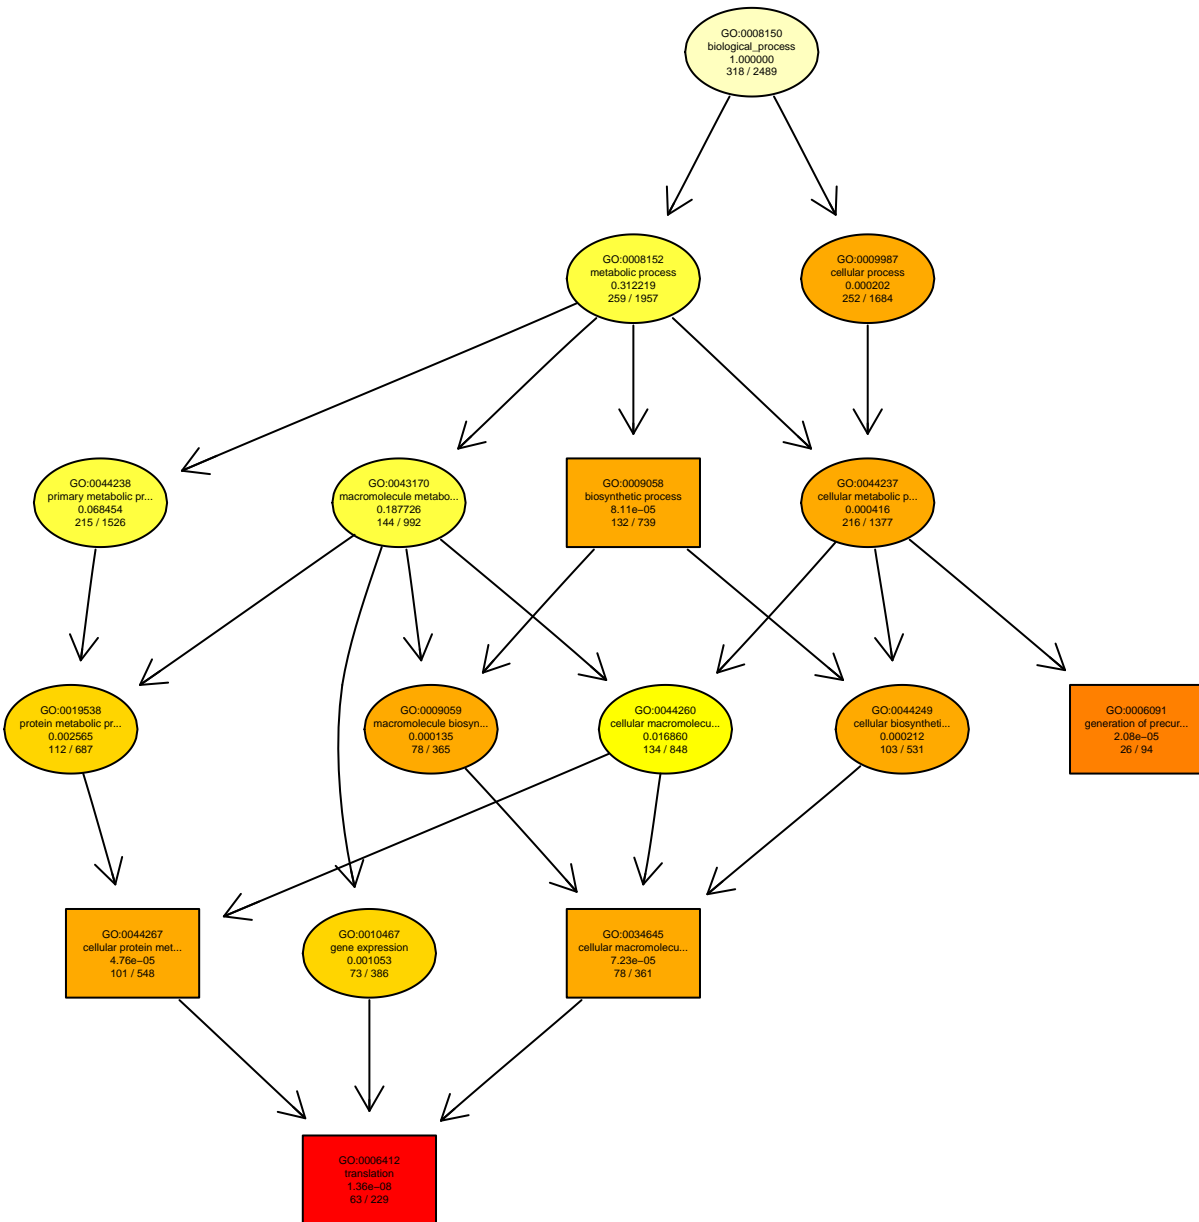 GO:0008150
biological_process
1.000000
318 / 2489
GO:0008152
metabolic process
0.312219
259 / 1957
GO:0009987
cellular process
0.000202
252 / 1684
GO:0044238
primary metabolic pr...
0.068454
215 / 1526
GO:0043170
macromolecule metabo...
0.187726
144 / 992
GO:0009058
biosynthetic process
8.11e−05
132 / 739
GO:0044237
cellular metabolic p...
0.000416
216 / 1377
GO:0019538
protein metabolic pr...
0.002565
112 / 687
GO:0009059
macromolecule biosyn...
0.000135
78 / 365
GO:0044260
cellular macromolecu...
0.016860
134 / 848
GO:0044249
cellular biosyntheti...
0.000212
103 / 531
GO:0006091
generation of precur...
2.08e−05
26 / 94
GO:0044267
cellular protein met...
4.76e−05
101 / 548
GO:0010467
gene expression
0.001053
73 / 386
GO:0034645
cellular macromolecu...
7.23e−05
78 / 361
GO:0006412
translation
1.36e−08
63 / 229